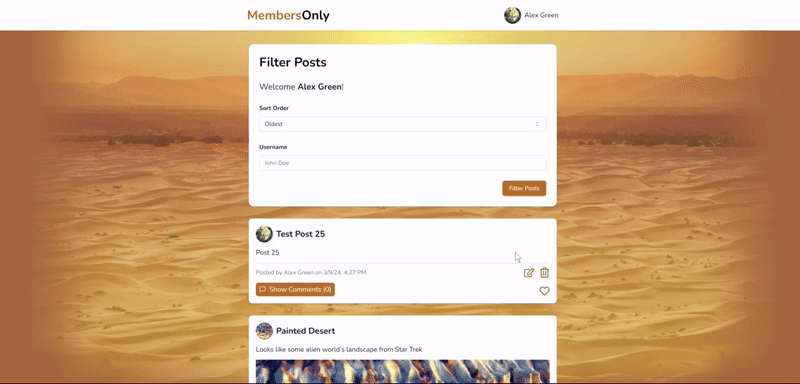 MembersOnly
Alex Green
Filter Posts
Welcome Alex Green!
Sort Order
Oldest
Username
John Doe
Filter Posts
Test Post 25
Post 25
Posted by Alex Green on 3/9/24, 4:27 PM
Show Comments (0)
Painted Desert
Looks like some alien world's landscape from Star Trek